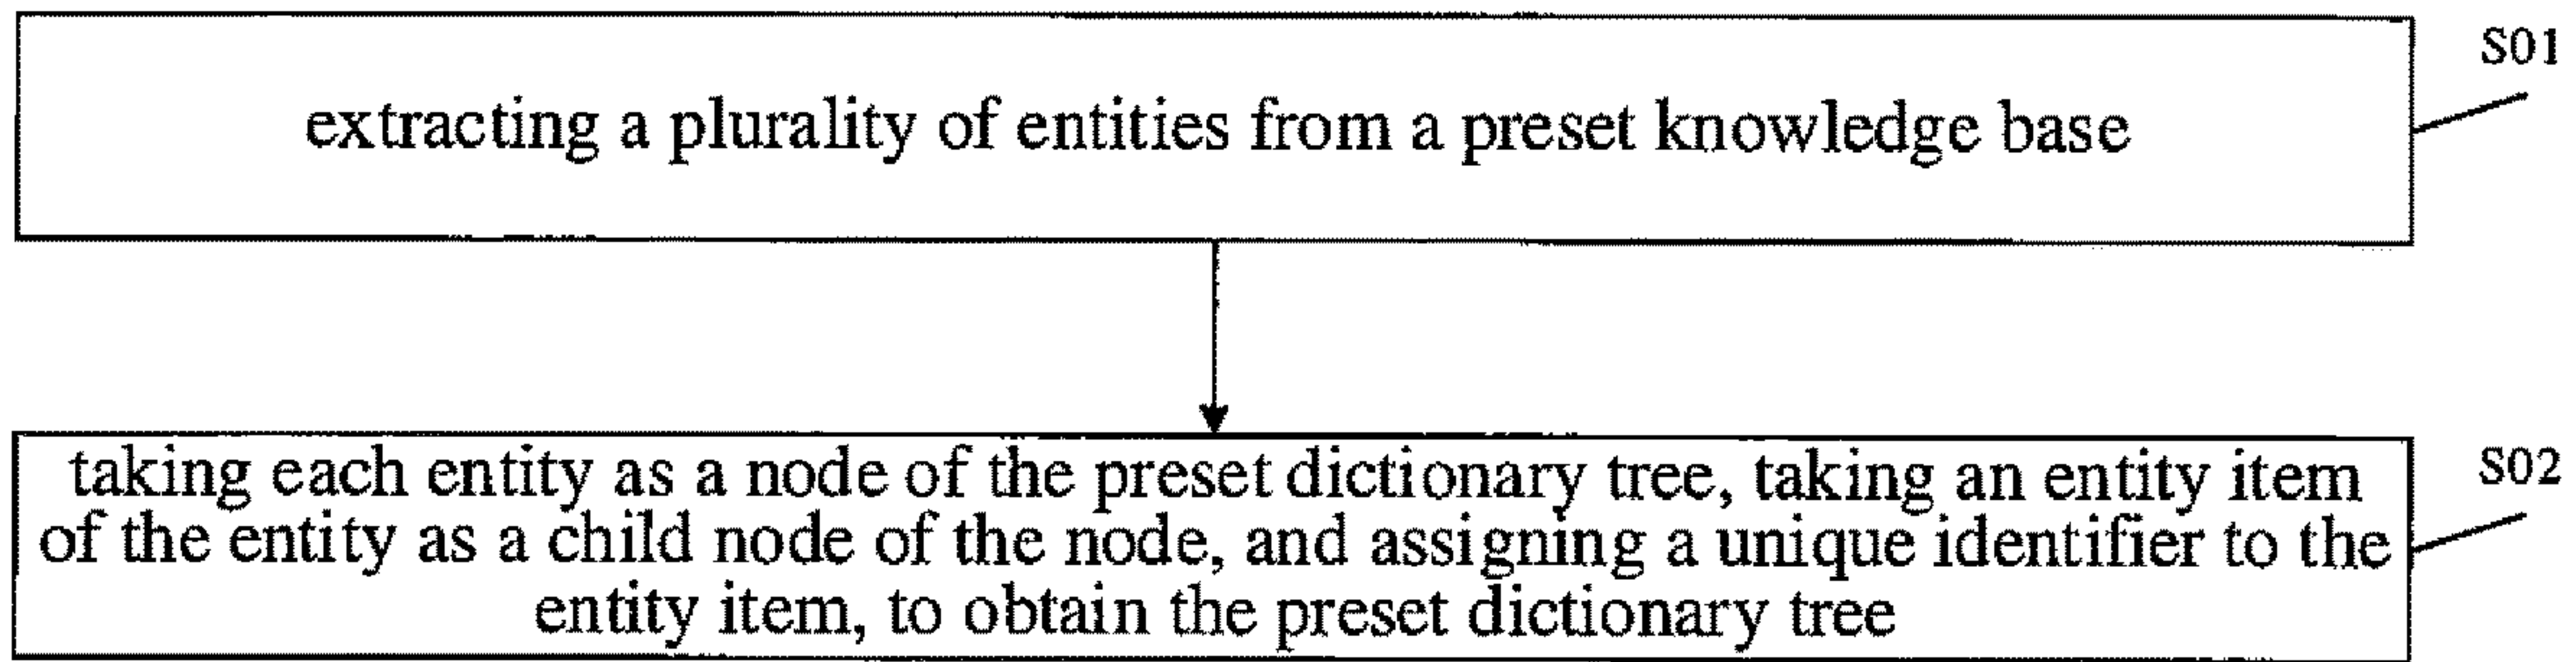 extracting a plurality of entities from a preset knowledge base
S01
taking each entity as a node of the preset dictionary tree, taking an entity item
of the entity as a child node of the node, and assigning a unique identifier to the
entity item, to obtain the preset dictionary tree
S02